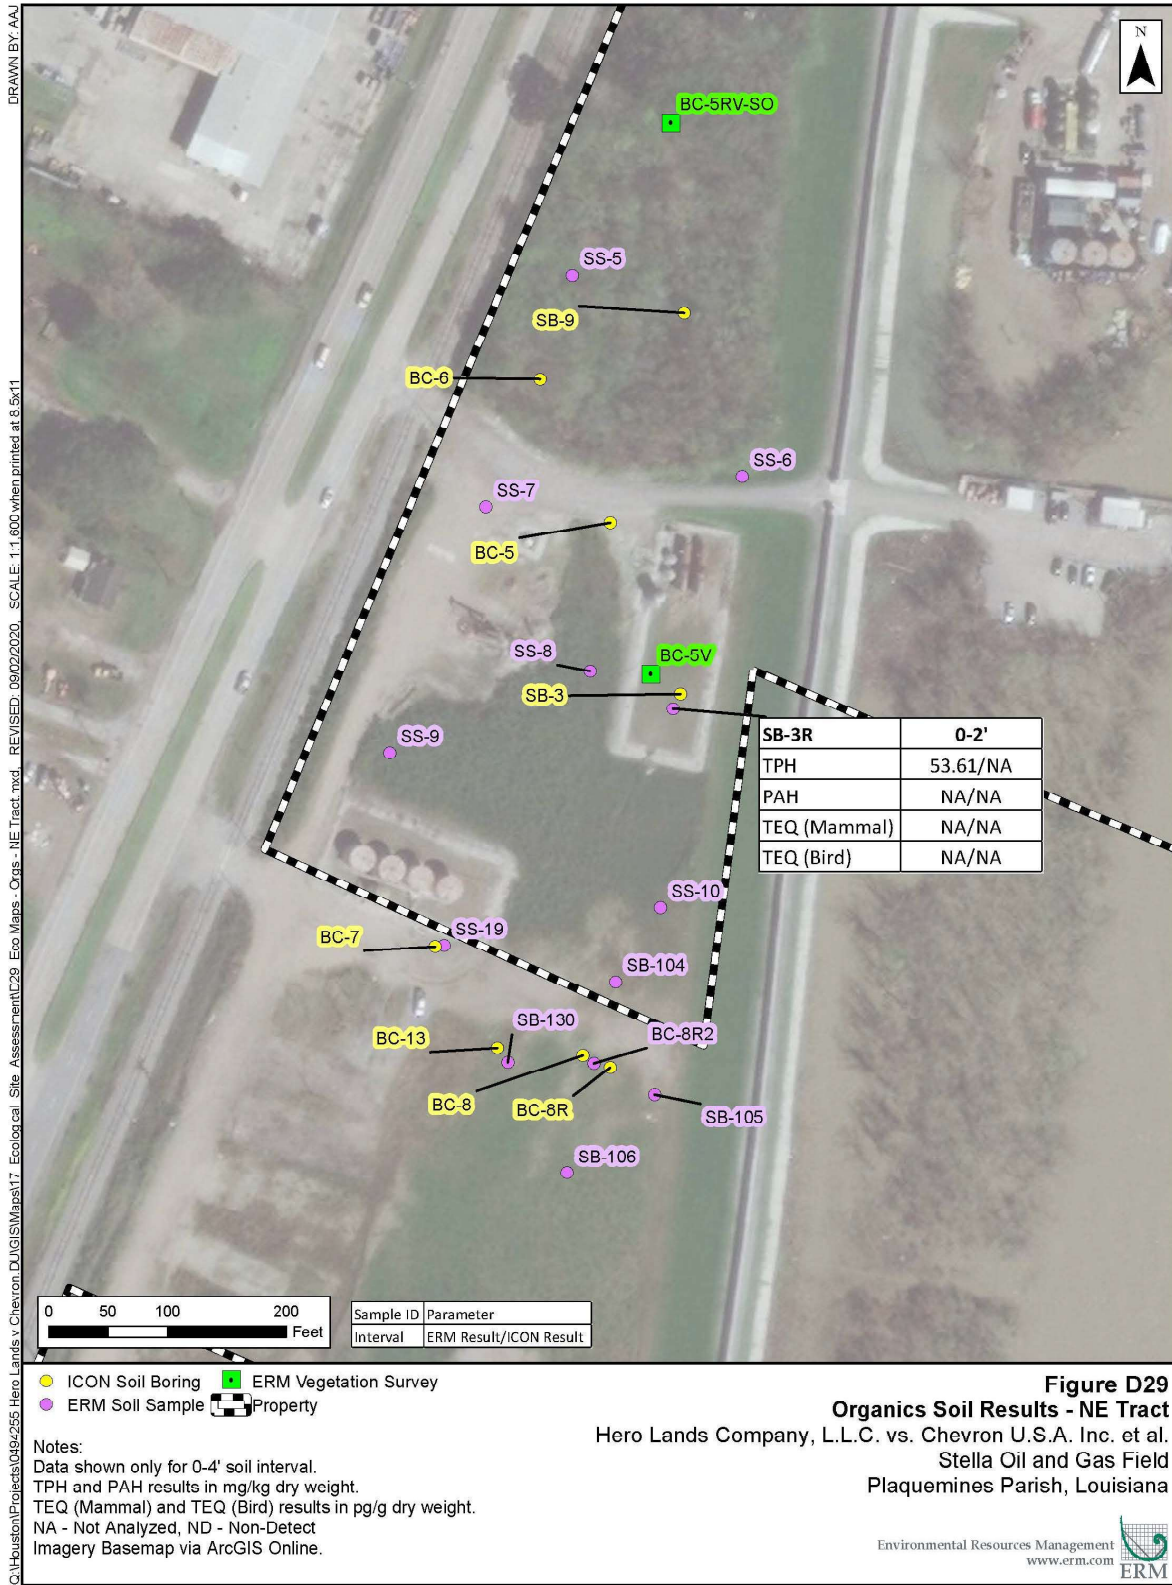 DRAWN BY: AAJ
Q:\Houston\Projects\0494255 Hero Lands v Chevron.DU\GIS\Maps\17_Ecological_Site_Assessment\D29_Eco Maps - Orgs - NE Tract.mxd, REVISED: 09/02/2020, SCALE: 1:1,600 when printed at 8.5x11
N
BC-5RV-SO
SS-5
SB-9
BC-6
SS-6
SS-7
BC-5
SS-8
BC-5V
SB-3
SS-9
SB-3R 0-2'
TPH 53.61/NA
PAH NA/NA
TEQ (Mammal) NA/NA
TEQ (Bird) NA/NA
SS-10
SS-19
BC-7
SB-104
SB-130
BC-8R2
BC-13
BC-8
BC-8R
SB-105
SB-106
0 50 100 200
Feet
Sample ID Parameter
Interval ERM Result/ICON Result
ICON Soil Boring ERM Vegetation Survey
ERM Soil Sample Property
Notes:
Data shown only for 0-4' soil interval.
TPH and PAH results in mg/kg dry weight.
TEQ (Mammal) and TEQ (Bird) results in pg/g dry weight.
NA - Not Analyzed, ND - Non-Detect
Imagery Basemap via ArcGIS Online.
Figure D29
Organics Soil Results - NE Tract
Hero Lands Company, L.L.C. vs. Chevron U.S.A. Inc. et al.
Stella Oil and Gas Field
Plaquemines Parish, Louisiana
Environmental Resources Management
www.erm.com
ERM